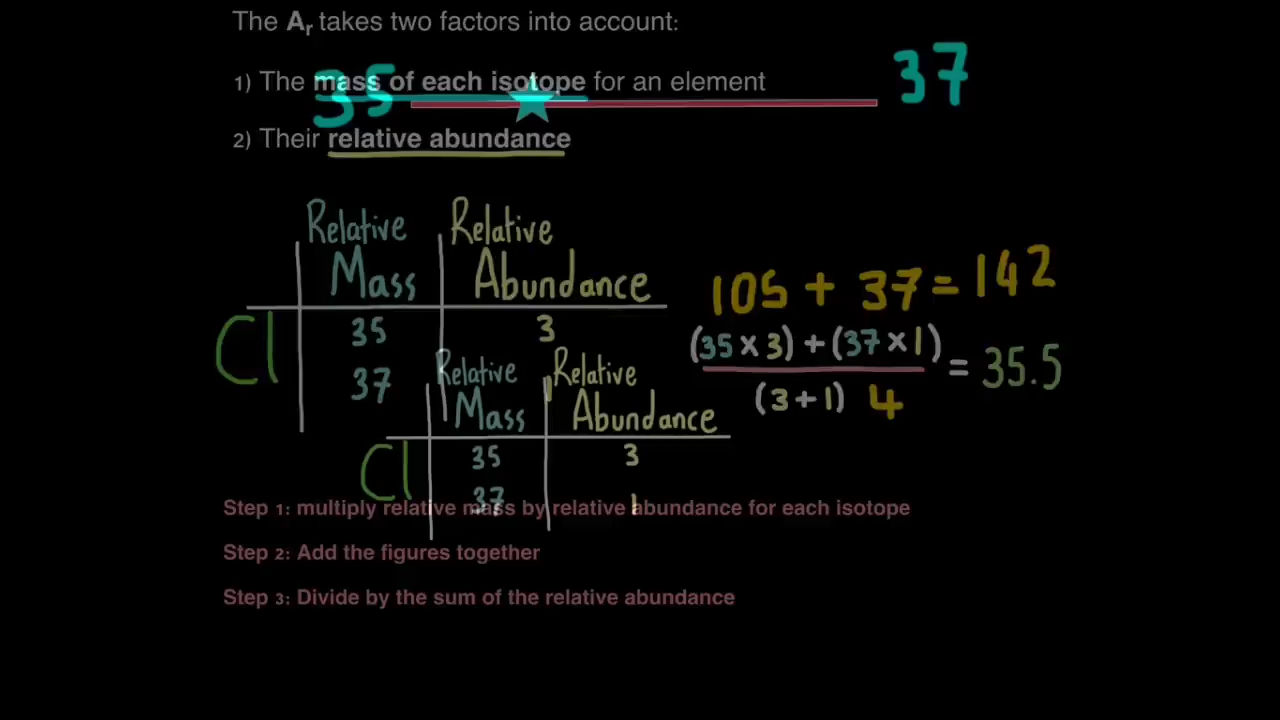 The Ar takes two factors into account:
1) The mass of each isotope for an element
35
37
2) Their relative abundance
Relative Mass
Relative Abundance
Cl
35
3
37
105 + 37 = 142
(35 x 3) + (37 x 1)
(3 + 1) 4
= 35.5
Relative Mass
Relative Abundance
Cl
35
3
37
1
Step 1: multiply relative mass by relative abundance for each isotope
Step 2: Add the figures together
Step 3: Divide by the sum of the relative abundance